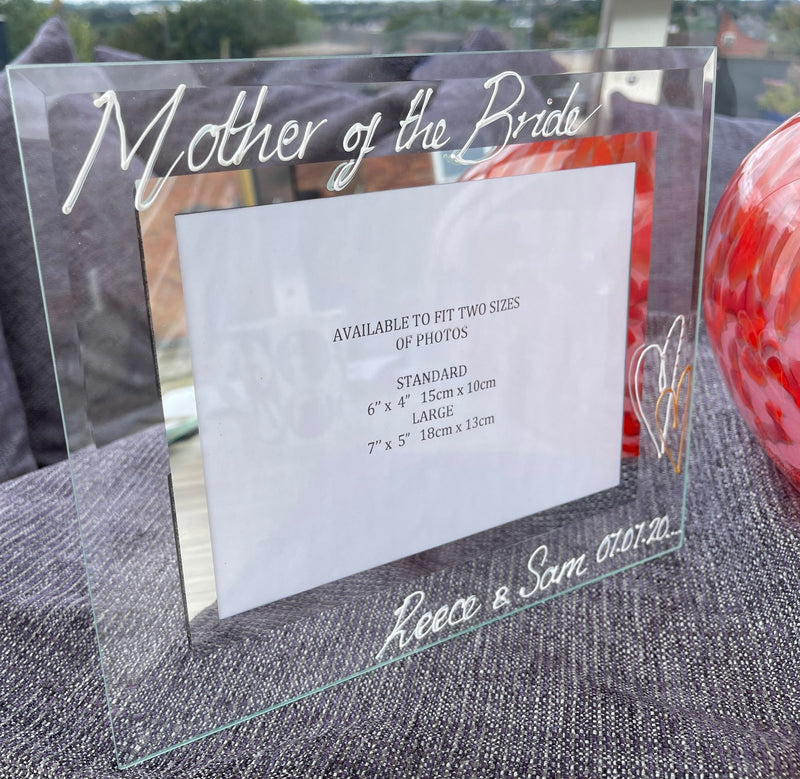 Mother of the Bride
AVAILABLE TO FIT TWO SIZES
OF PHOTOS
STANDARD
6” x 4” 15cm x 10cm
LARGE
7” x 5” 18cm x 13cm
Reece & Sam 07.07.20...